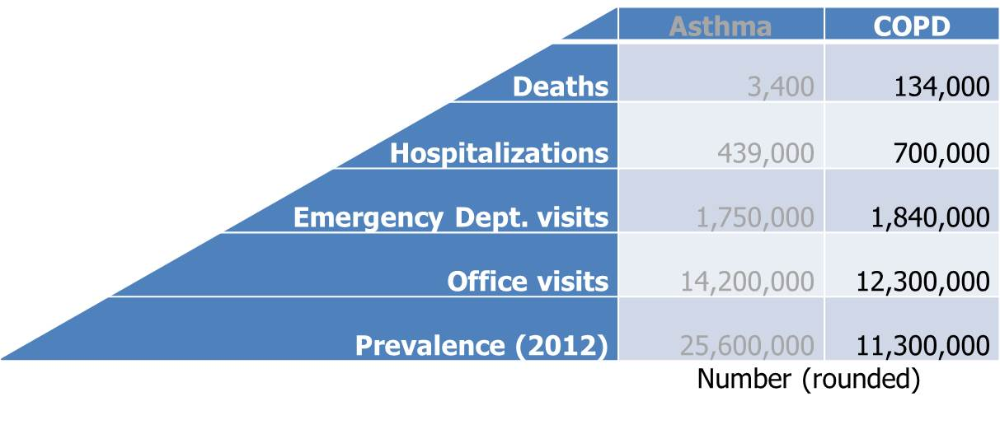 Asthma COPD
Deaths 3,400 134,000
Hospitalizations 439,000 700,000
Emergency Dept. visits 1,750,000 1,840,000
Office visits 14,200,000 12,300,000
Prevalence (2012) 25,600,000 11,300,000
Number (rounded)